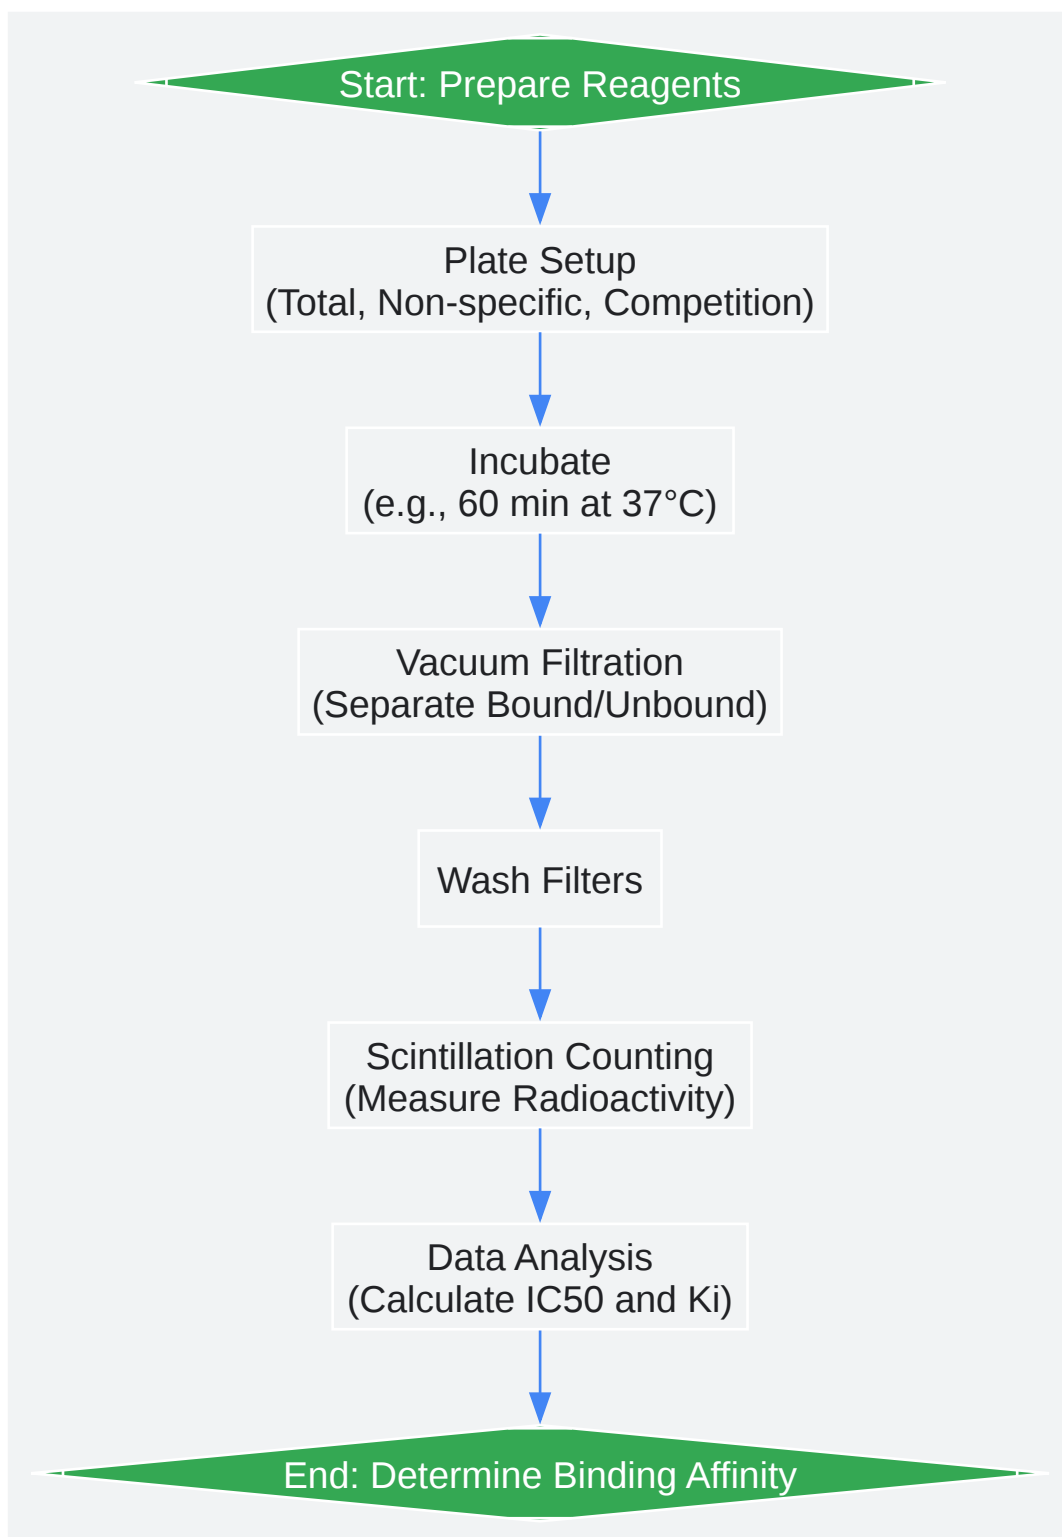 Start: Prepare Reagents
Plate Setup
(Total, Non-specific, Competition)
Incubate
(e.g., 60 min at 37°C)
Vacuum Filtration
(Separate Bound/Unbound)
Wash Filters
Scintillation Counting
(Measure Radioactivity)
Data Analysis
(Calculate IC50 and Ki)
End: Determine Binding Affinity